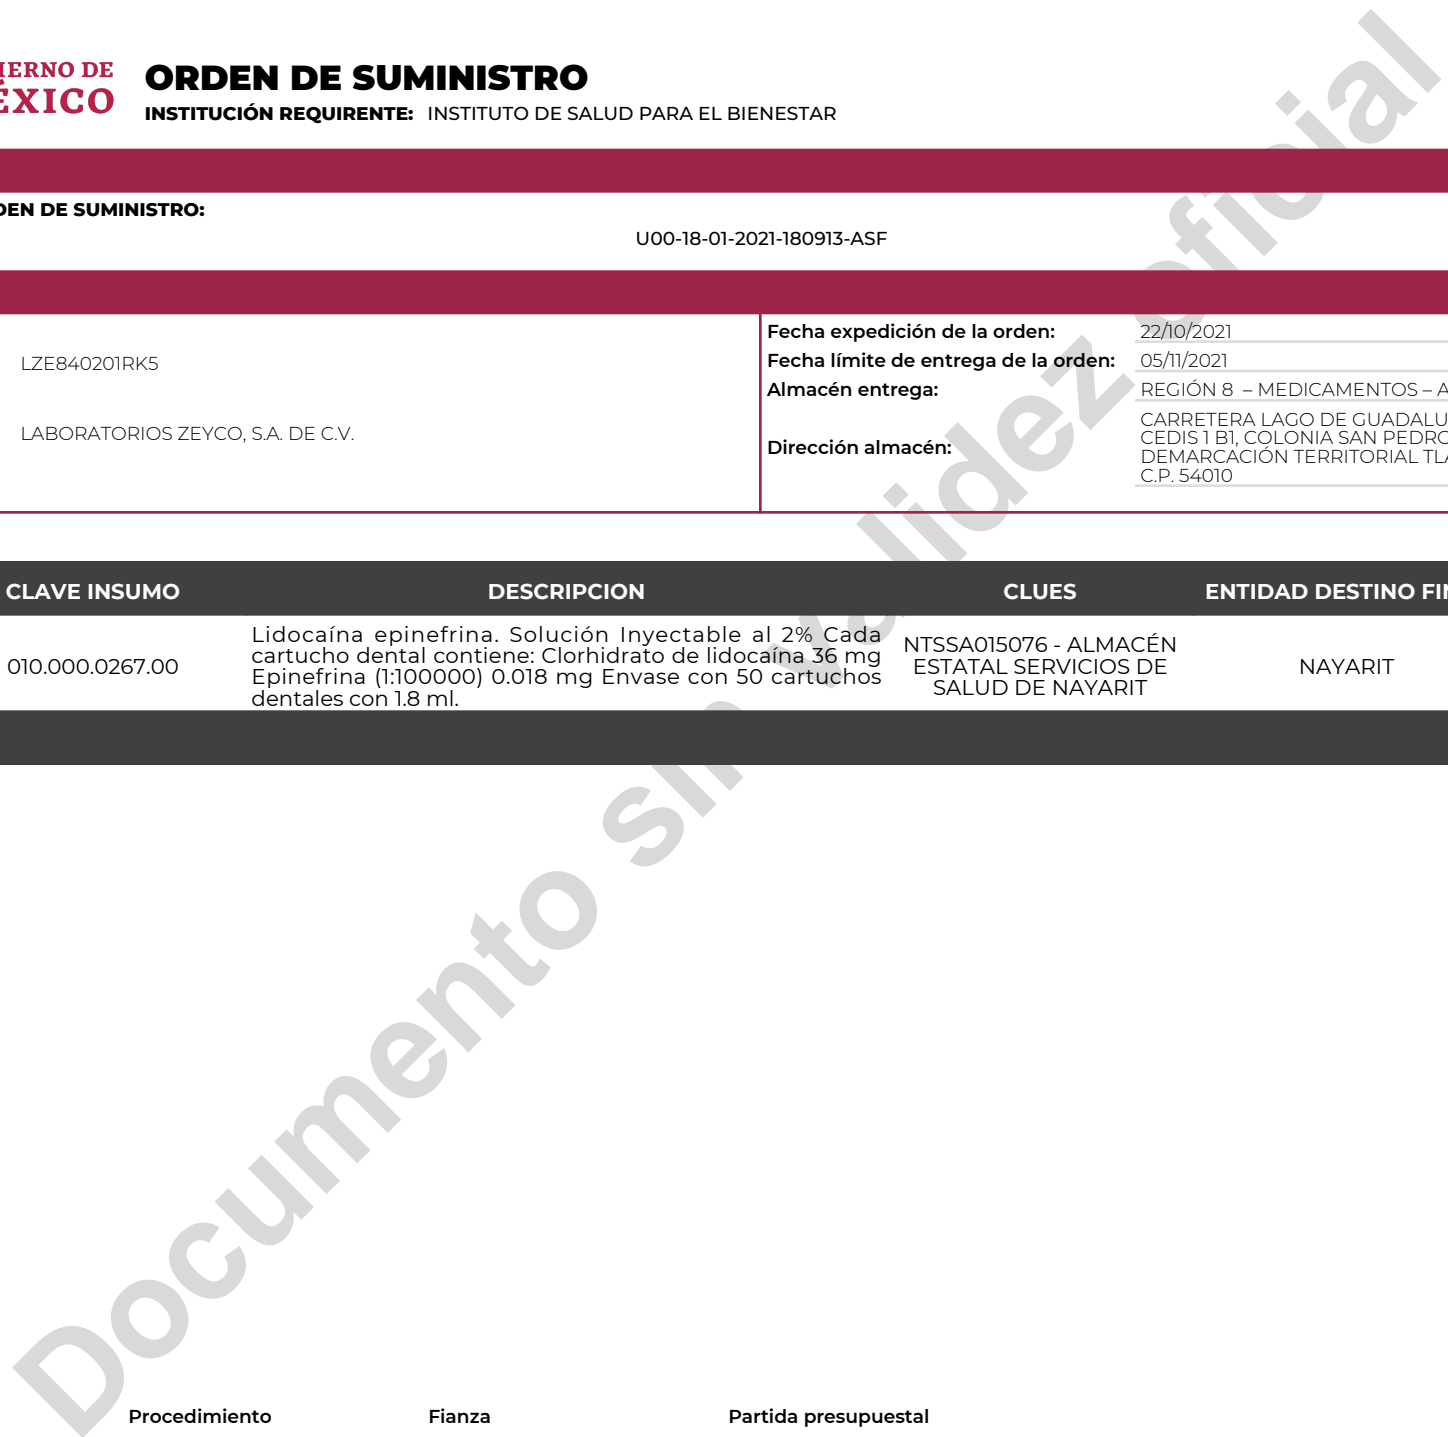 ORDEN DE SUMINISTRO
INSTITUCIÓN REQUIRENTE: INSTITUTO DE SALUD PARA EL BIENESTAR
IERNO DE
ÉXICO
DEN DE SUMINISTRO:
U00-18-01-2021-180913-ASF
LZE840201RK5
LABORATORIOS ZEYCO, S.A. DE C.V.
Fecha expedición de la orden: 22/10/2021
Fecha límite de entrega de la orden: 05/11/2021
Almacén entrega: REGIÓN 8 – MEDICAMENTOS – A
Dirección almacén:
CARRETERA LAGO DE GUADALU
CEDIS 1 B1, COLONIA SAN PEDRO
DEMARCACIÓN TERRITORIAL TLA
C.P. 54010
CLAVE INSUMO DESCRIPCION CLUES ENTIDAD DESTINO FIN
010.000.0267.00
Lidocaína epinefrina. Solución Inyectable al 2% Cada
cartucho dental contiene: Clorhidrato de lidocaína 36 mg
Epinefrina (1:100000) 0.018 mg Envase con 50 cartuchos
dentales con 1.8 ml.
NTSSA015076 - ALMACÉN
ESTATAL SERVICIOS DE
SALUD DE NAYARIT
NAYARIT
Documento sin validez oficial
Procedimiento Fianza Partida presupuestal